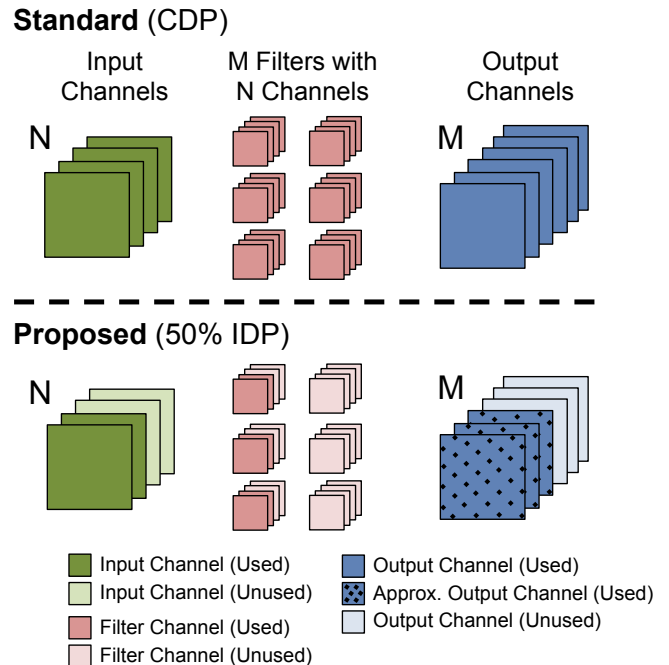 Standard (CDP)
Input
Channels
M Filters with
N Channels
Output
Channels
N
M
Proposed (50% IDP)
N
M
Input Channel (Used)
Input Channel (Unused)
Filter Channel (Used)
Filter Channel (Unused)
Output Channel (Used)
Approx. Output Channel (Used)
Output Channel (Unused)